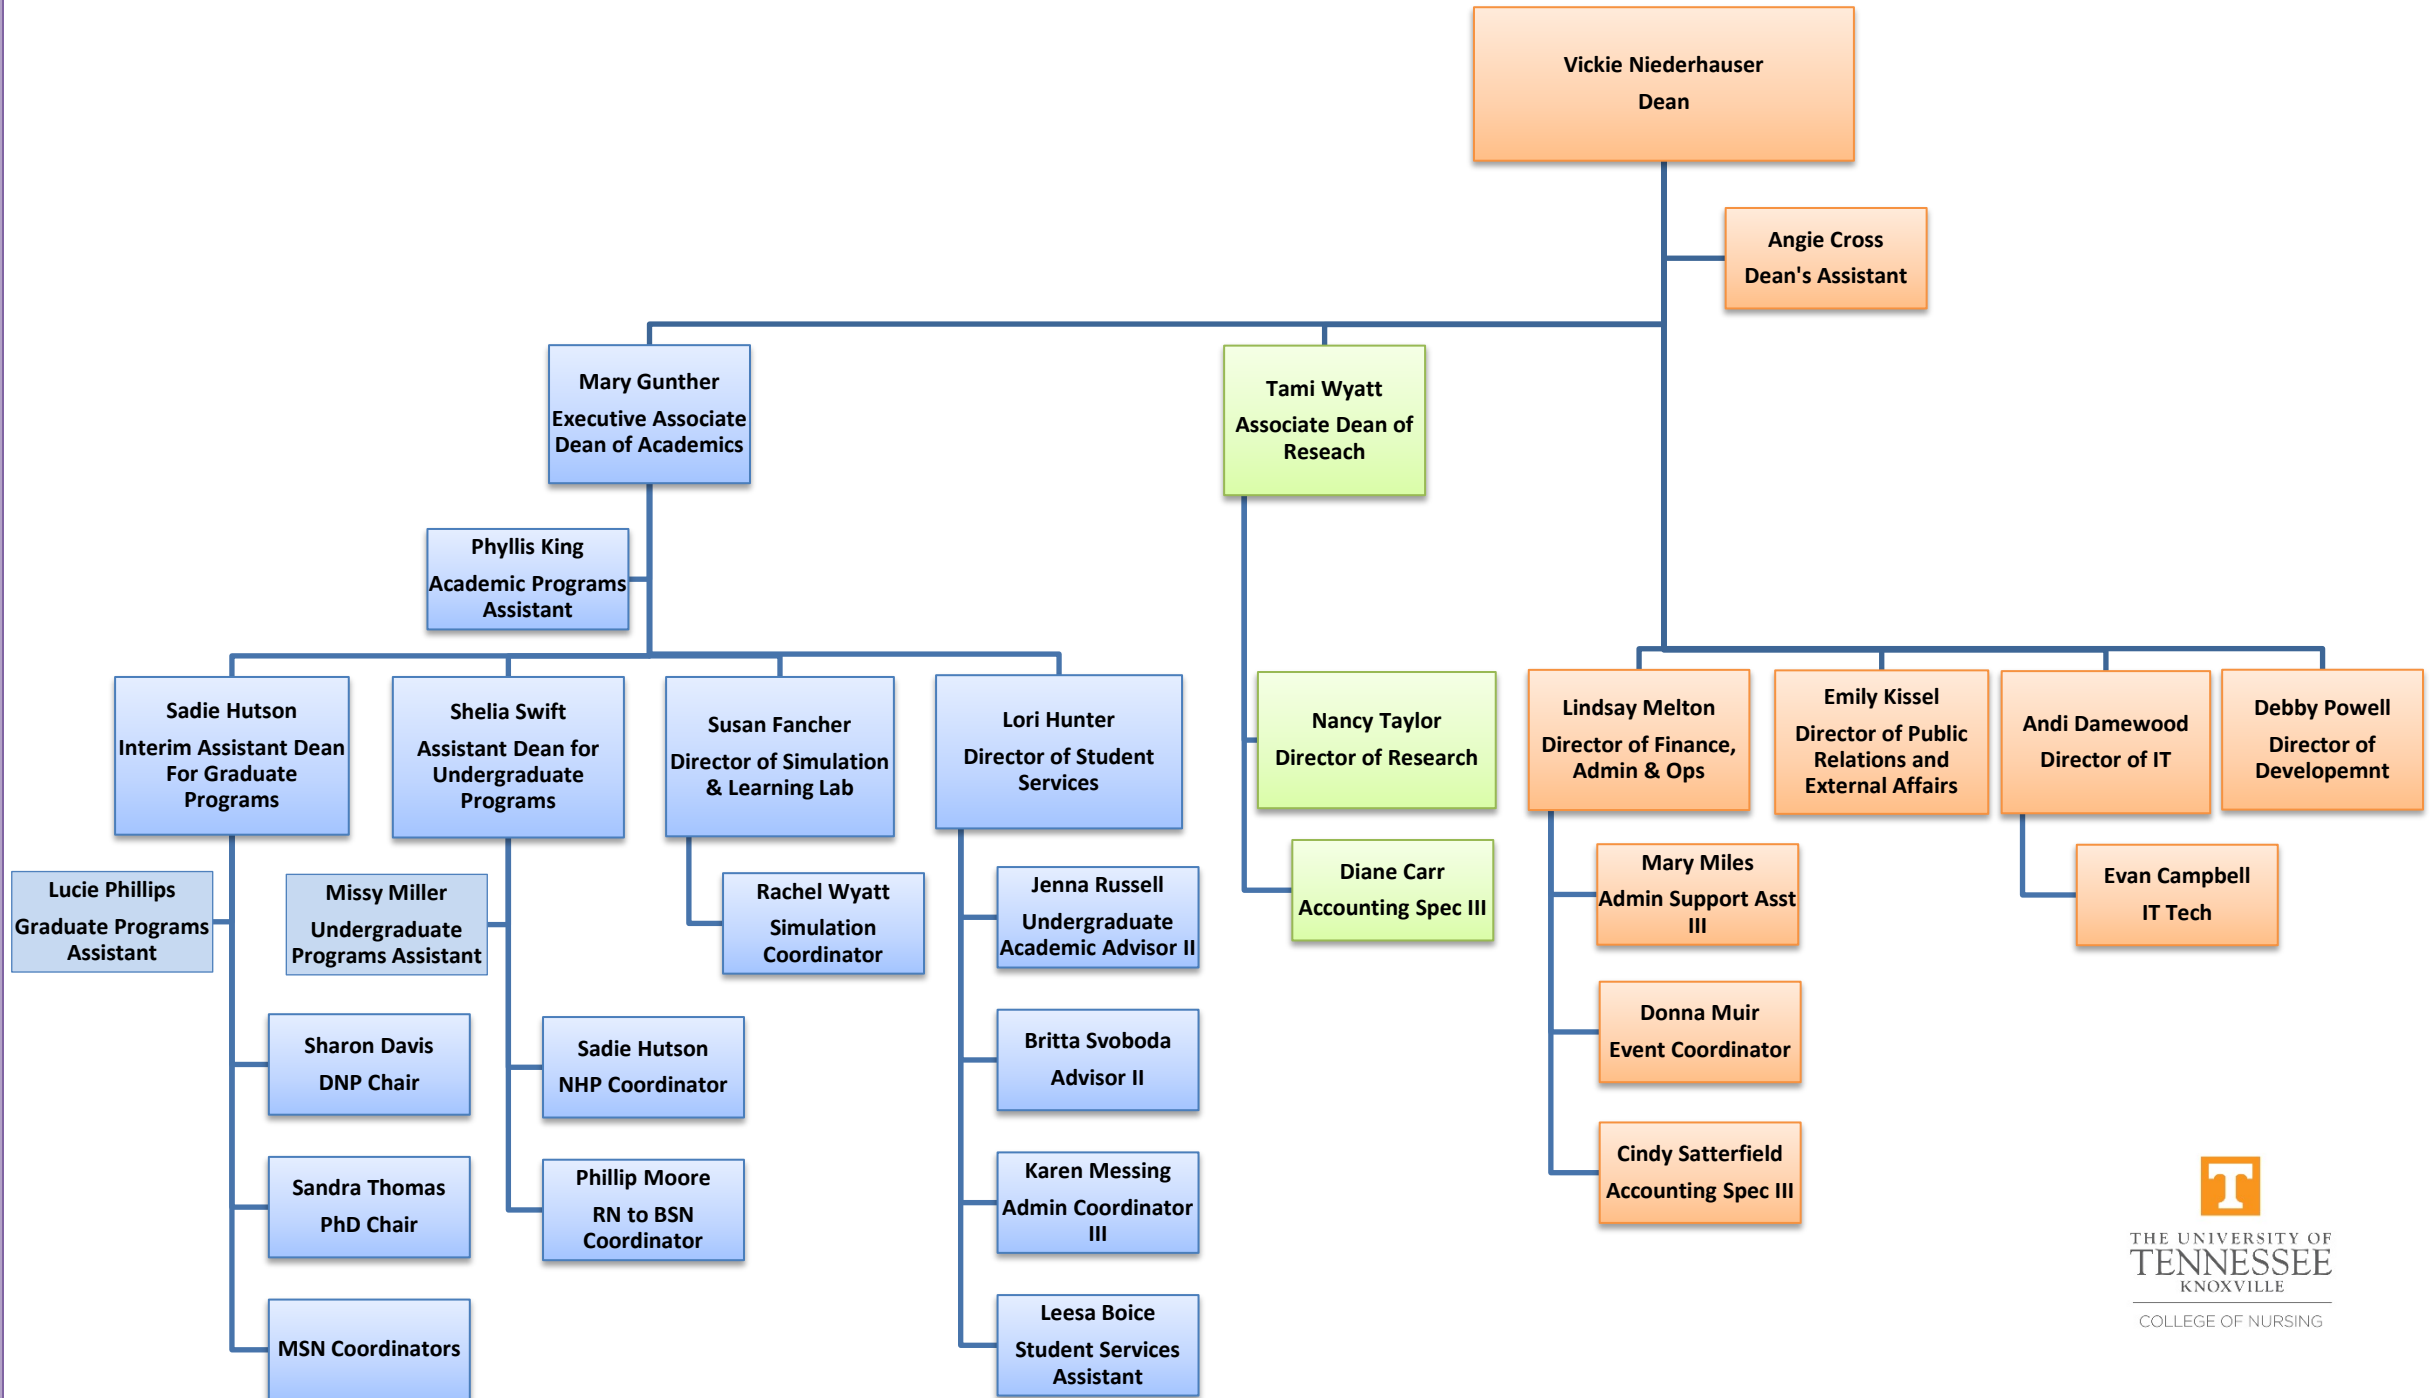 Vickie Niederhauser
Dean
Angie Cross
Dean's Assistant
Mary Gunther
Executive Associate
Dean of Academics
Tami Wyatt
Associate Dean of
Reseach
Phyllis King
Academic Programs
Assistant
Sadie Hutson
Interim Assistant Dean
For Graduate
Programs
Shelia Swift
Assistant Dean for
Undergraduate
Programs
Susan Fancher
Director of Simulation
& Learning Lab
Lori Hunter
Director of Student
Services
Nancy Taylor
Director of Research
Lindsay Melton
Director of Finance,
Admin & Ops
Emily Kissel
Director of Public
Relations and
External Affairs
Andi Damewood
Director of IT
Debby Powell
Director of
Developemnt
Lucie Phillips
Graduate Programs
Assistant
Missy Miller
Undergraduate
Programs Assistant
Rachel Wyatt
Simulation
Coordinator
Jenna Russell
Undergraduate
Academic Advisor II
Diane Carr
Accounting Spec III
Mary Miles
Admin Support Asst
III
Evan Campbell
IT Tech
Sharon Davis
DNP Chair
Sadie Hutson
NHP Coordinator
Britta Svoboda
Advisor II
Donna Muir
Event Coordinator
Sandra Thomas
PhD Chair
Phillip Moore
RN to BSN
Coordinator
Karen Messing
Admin Coordinator
III
Cindy Satterfield
Accounting Spec III
MSN Coordinators
Leesa Boice
Student Services
Assistant
T
THE UNIVERSITY OF
TENNESSEE
KNOXVILLE
COLLEGE OF NURSING